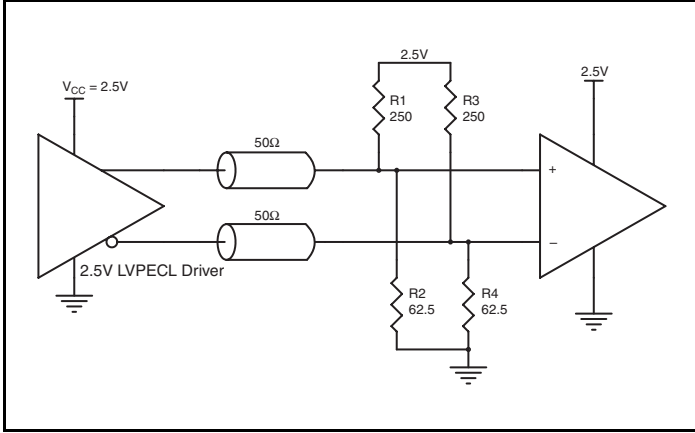 2.5V
V_CC = 2.5V
2.5V
R1
250
R3
250
50Ω
+
50Ω
–
2.5V LVPECL Driver
R2
62.5
R4
62.5